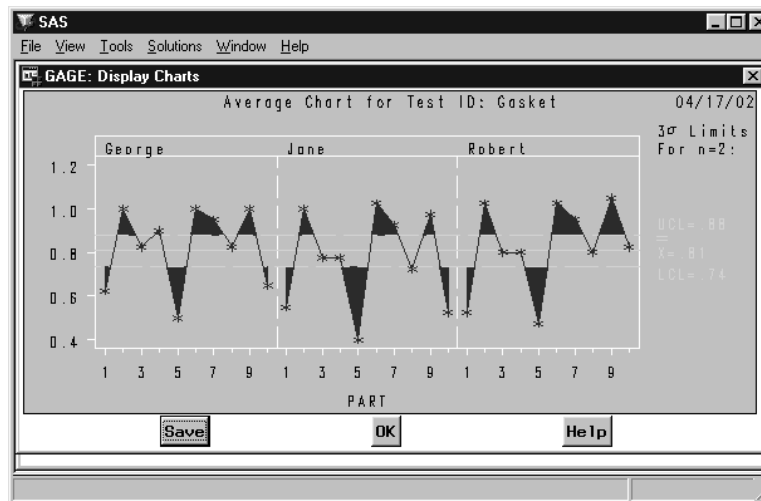 SAS
File View Tools Solutions Window Help
GAGE: Display Charts
Average Chart for Test ID: Gasket 04/17/02
3σ Limits
For n=2:
George Jane Robert
1.2
1.0
0.8
0.6
0.4
UCL= .88
X=.81
LCL=.74
1 3 5 7 9 1 3 5 7 9 1 3 5 7 9
PART
Save OK Help